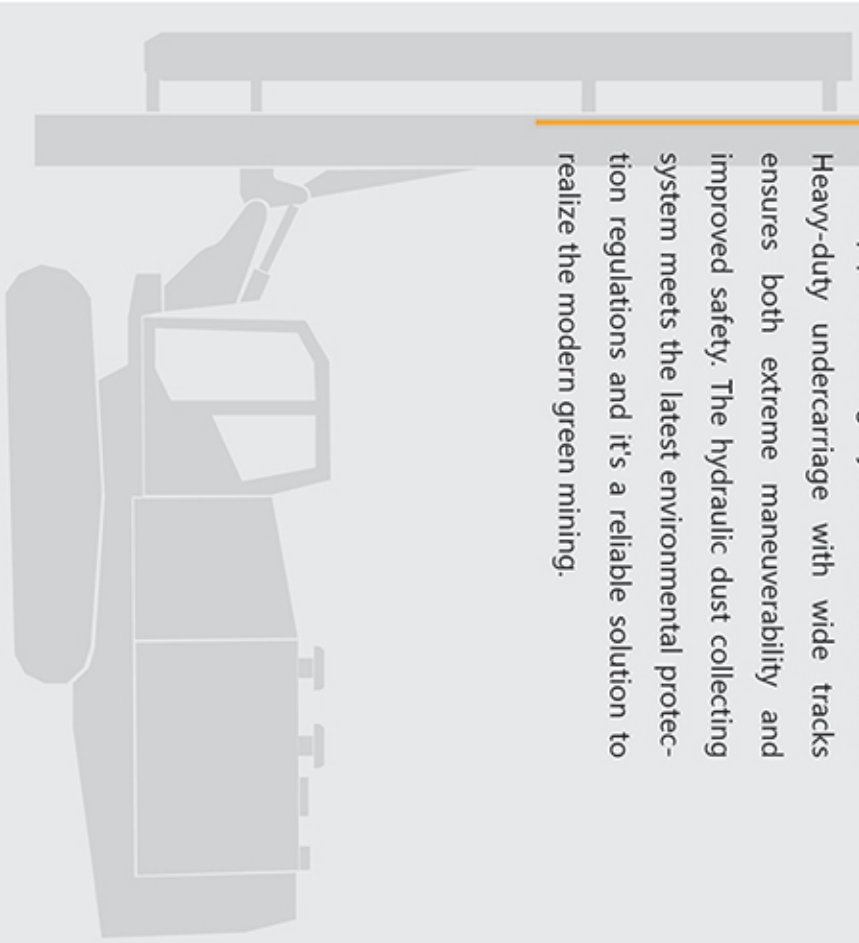 Heavy-duty undercarriage with wide tracks
ensures both extreme maneuverability and
improved safety. The hydraulic dust collecting
system meets the latest environmental protec-
tion regulations and it's a reliable solution to
realize the modern green mining.